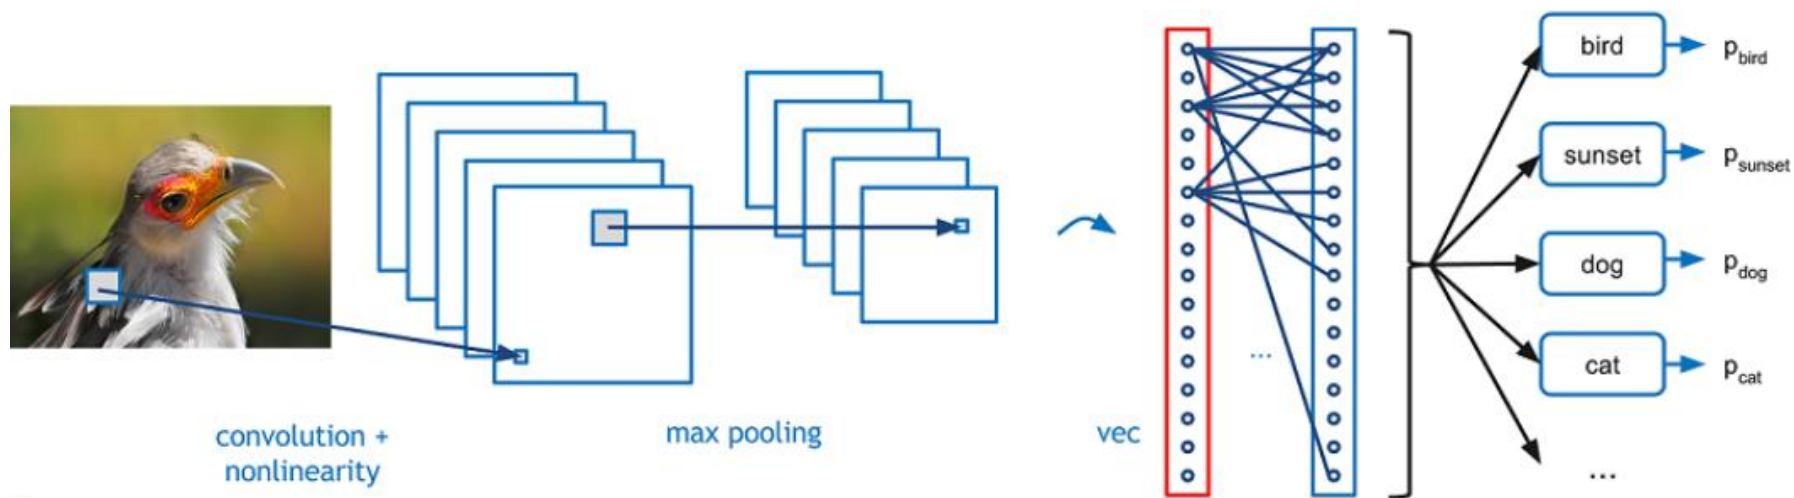 convolution +
nonlinearity
max pooling
vec
...
bird
p_bird
sunset
p_sunset
dog
p_dog
cat
p_cat
...